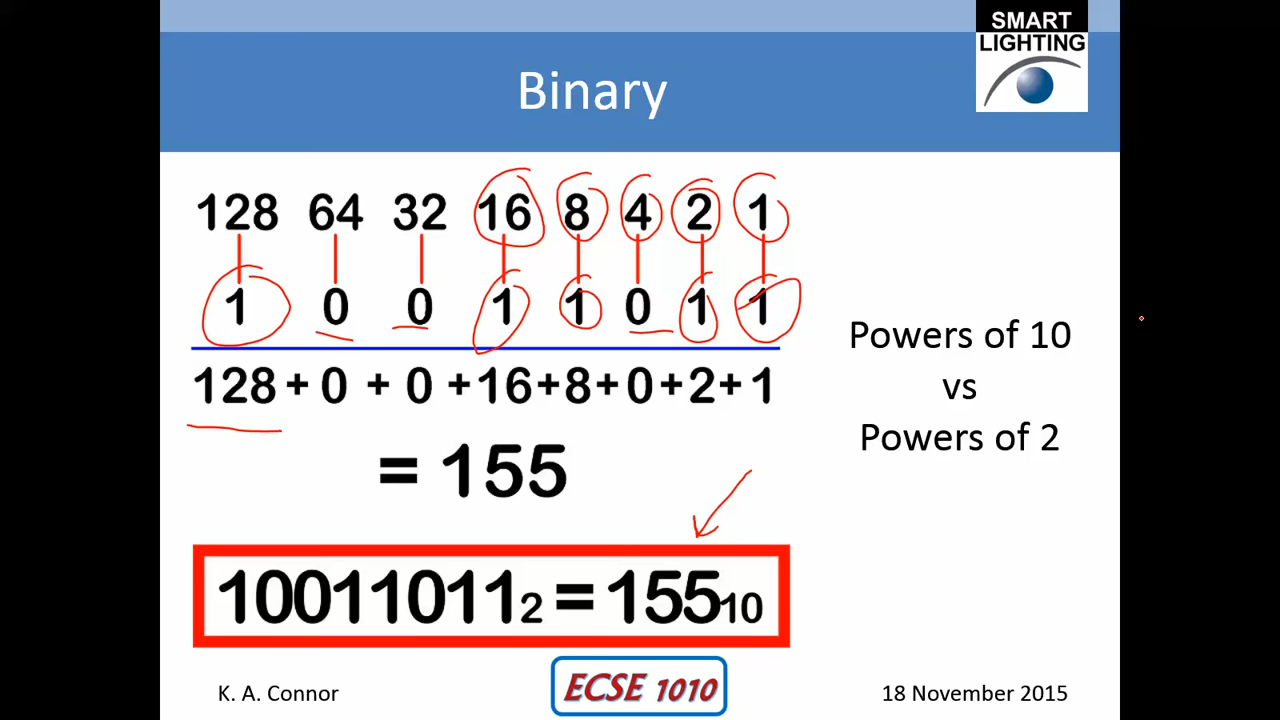 SMART
LIGHTING
Binary
128 64 32 16 8 4 2 1
1 0 0 1 1 0 1 1
128 + 0 + 0 +16+8+0+2+1
= 155
Powers of 10
vs
Powers of 2
100110112 = 15510
K. A. Connor
ECSE 1010
18 November 2015